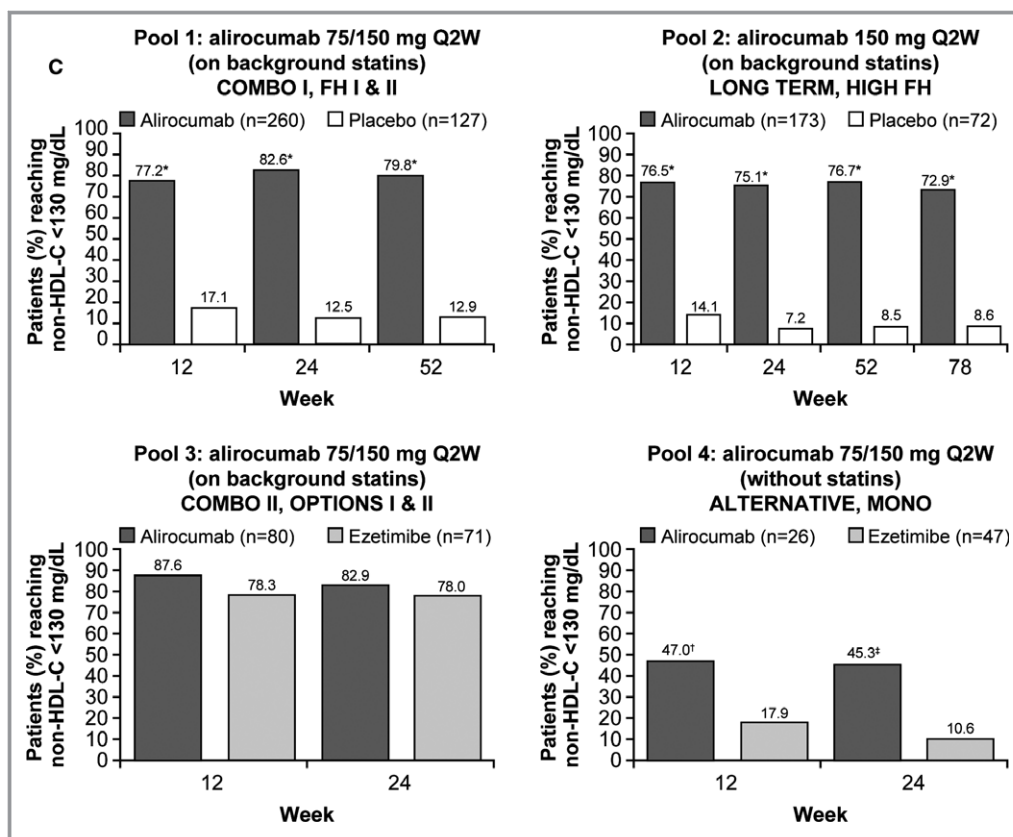 C
Pool 1: alirocumab 75/150 mg Q2W
(on background statins)
COMBO I, FH I & II
Alirocumab (n=260) Placebo (n=127)
Patients (%) reaching
non-HDL-C <130 mg/dL
100
90
80
70
60
50
40
30
20
10
0
77.2*
17.1
82.6*
12.5
79.8*
12.9
12 24 52
Week
Pool 2: alirocumab 150 mg Q2W
(on background statins)
LONG TERM, HIGH FH
Alirocumab (n=173) Placebo (n=72)
Patients (%) reaching
non-HDL-C <130 mg/dL
100
90
80
70
60
50
40
30
20
10
0
76.5*
14.1
75.1*
7.2
76.7*
8.5
72.9*
8.6
12 24 52 78
Week
Pool 3: alirocumab 75/150 mg Q2W
(on background statins)
COMBO II, OPTIONS I & II
Alirocumab (n=80) Ezetimibe (n=71)
Patients (%) reaching
non-HDL-C <130 mg/dL
100
90
80
70
60
50
40
30
20
10
0
87.6
78.3
82.9
78.0
12 24
Week
Pool 4: alirocumab 75/150 mg Q2W
(without statins)
ALTERNATIVE, MONO
Alirocumab (n=26) Ezetimibe (n=47)
Patients (%) reaching
non-HDL-C <130 mg/dL
100
90
80
70
60
50
40
30
20
10
0
47.0†
17.9
45.3‡
10.6
12 24
Week